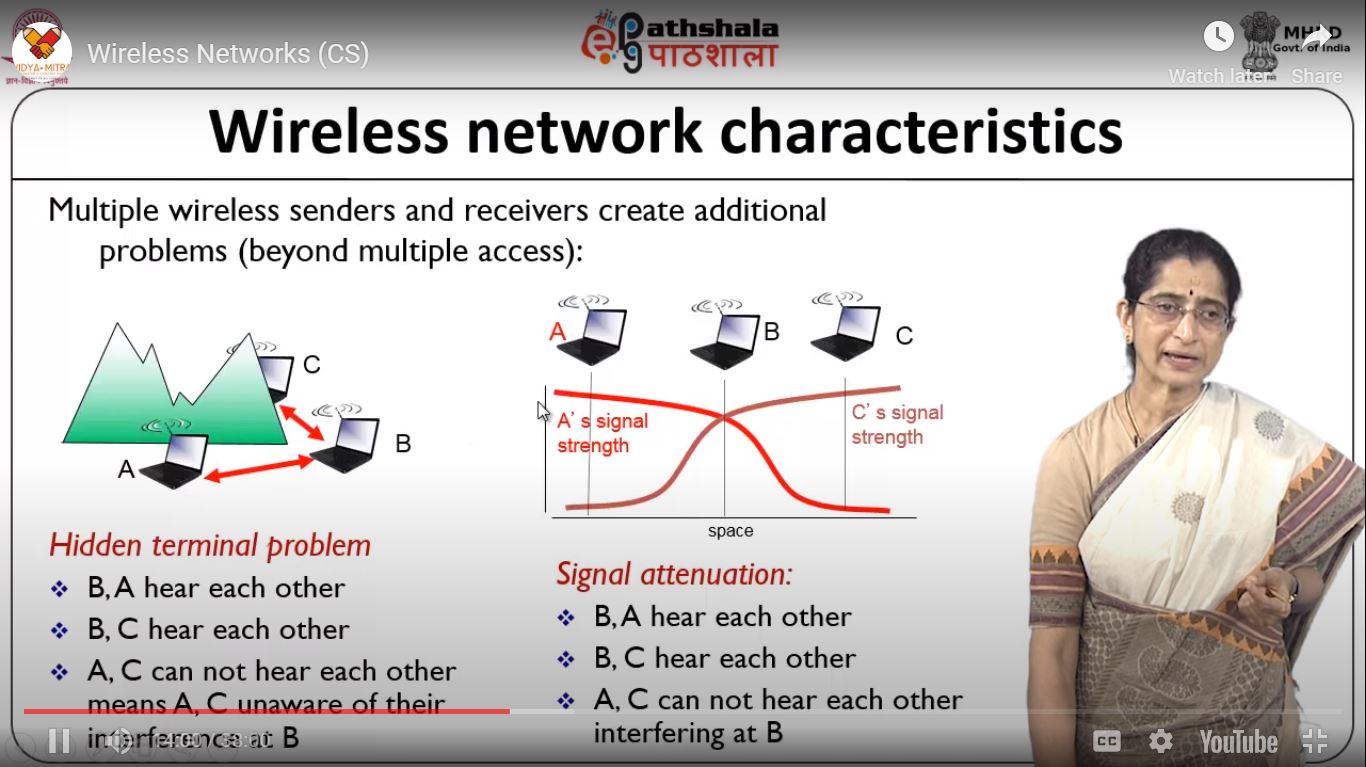 Wireless Networks (CS)
VIDYA-MITRA
ePathshala
पाठशाला
MHRD
Govt. of India
Watch later
Share
Wireless network characteristics
Multiple wireless senders and receivers create additional
problems (beyond multiple access):
C
B
A
A
B
C
A’ s signal
strength
C’ s signal
strength
space
Hidden terminal problem
B, A hear each other
B, C hear each other
A, C can not hear each other
means A, C unaware of their
interference at B
Signal attenuation:
B, A hear each other
B, C hear each other
A, C can not hear each other
interfering at B
CC
YouTube